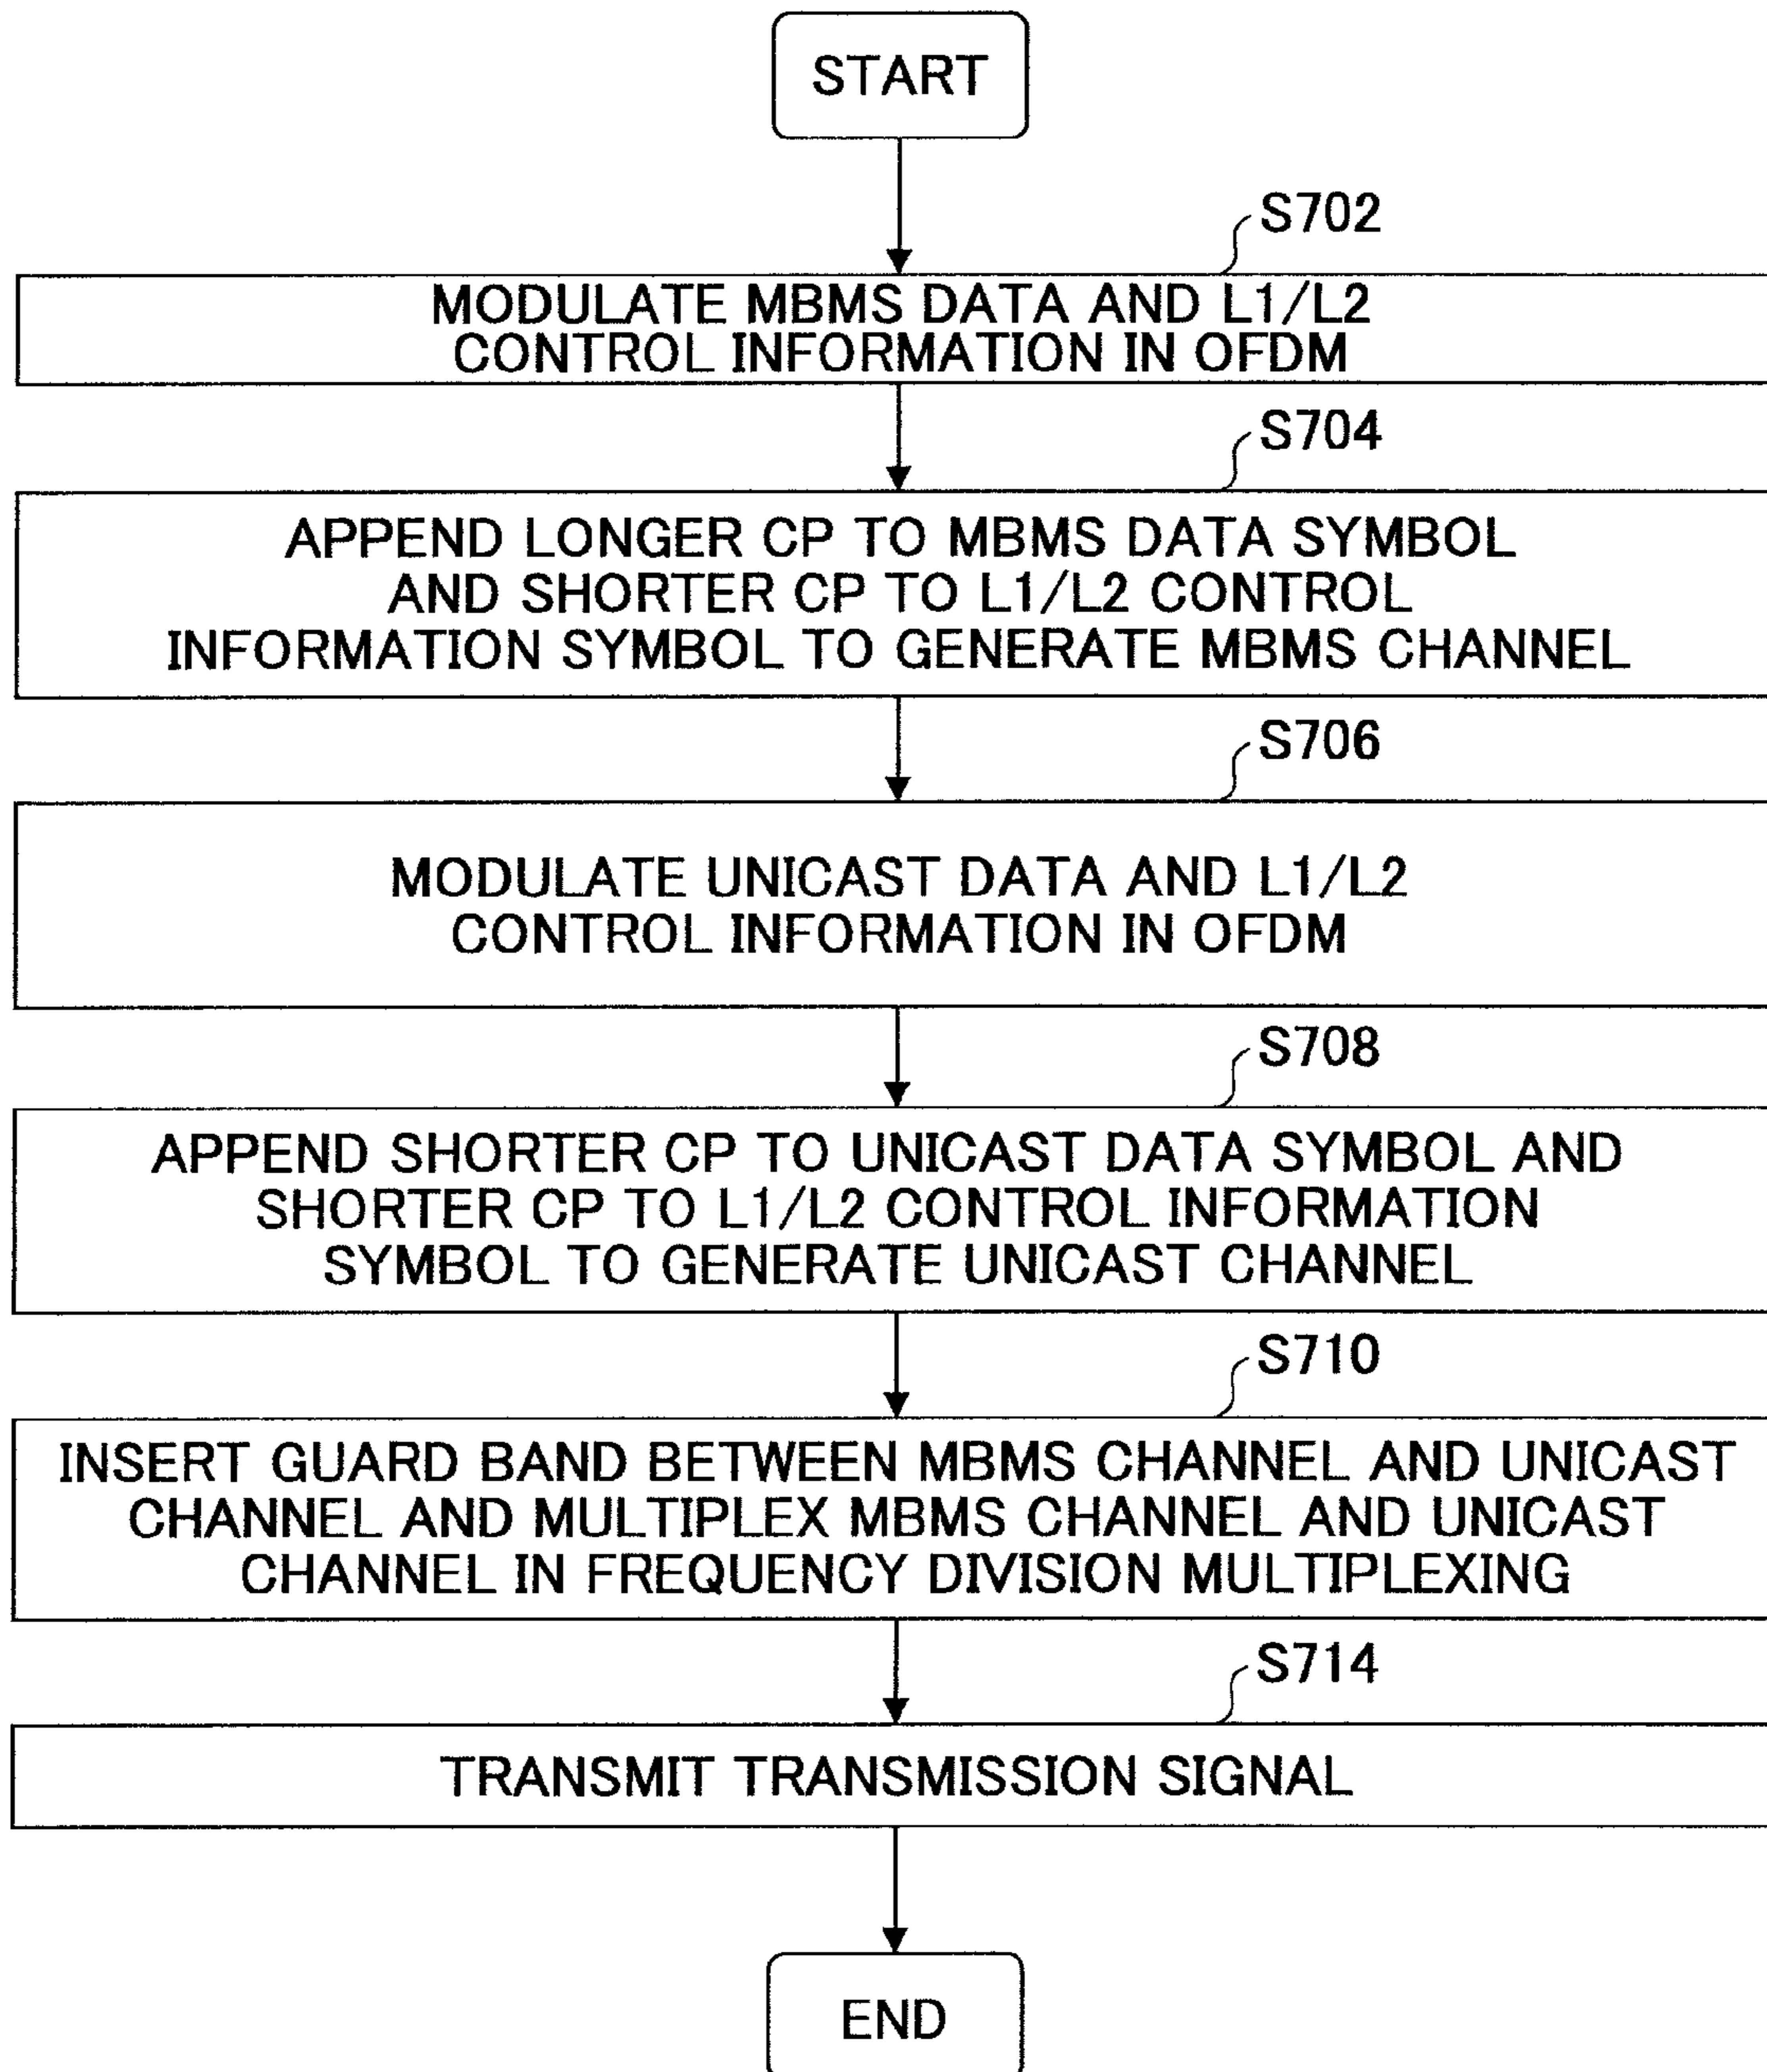 START
S702
MODULATE MBMS DATA AND L1/L2
CONTROL INFORMATION IN OFDM
S704
APPEND LONGER CP TO MBMS DATA SYMBOL
AND SHORTER CP TO L1/L2 CONTROL
INFORMATION SYMBOL TO GENERATE MBMS CHANNEL
S706
MODULATE UNICAST DATA AND L1/L2
CONTROL INFORMATION IN OFDM
S708
APPEND SHORTER CP TO UNICAST DATA SYMBOL AND
SHORTER CP TO L1/L2 CONTROL INFORMATION
SYMBOL TO GENERATE UNICAST CHANNEL
S710
INSERT GUARD BAND BETWEEN MBMS CHANNEL AND UNICAST
CHANNEL AND MULTIPLEX MBMS CHANNEL AND UNICAST
CHANNEL IN FREQUENCY DIVISION MULTIPLEXING
S714
TRANSMIT TRANSMISSION SIGNAL
END